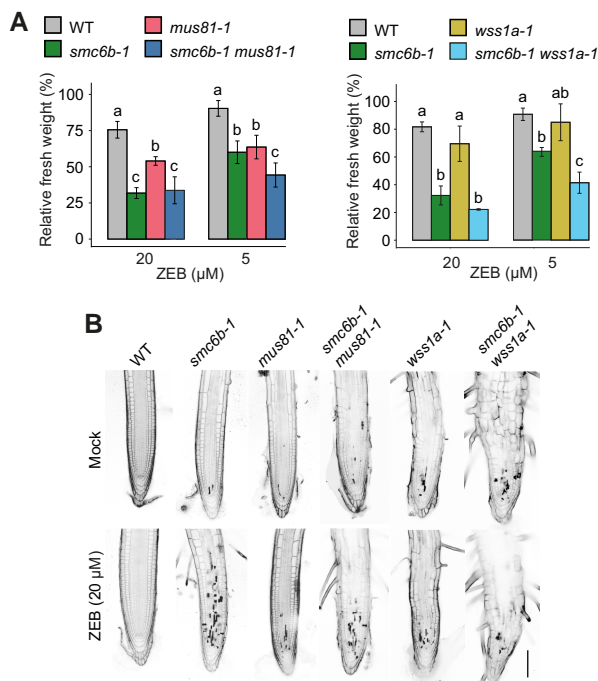 A
WT
mus81-1
smc6b-1
smc6b-1 mus81-1
Relative fresh weight (%)
100
75
50
25
0
a
c
b
c
a
b
b
c
20
5
ZEB (µM)
WT
wss1a-1
smc6b-1
smc6b-1 wss1a-1
Relative fresh weight (%)
100
80
60
40
20
0
a
b
a
b
a
b
ab
c
20
5
ZEB (µM)
B
WT
smc6b-1
mus81-1
smc6b-1
mus81-1
wss1a-1
smc6b-1
wss1a-1
Mock
ZEB (20 µM)